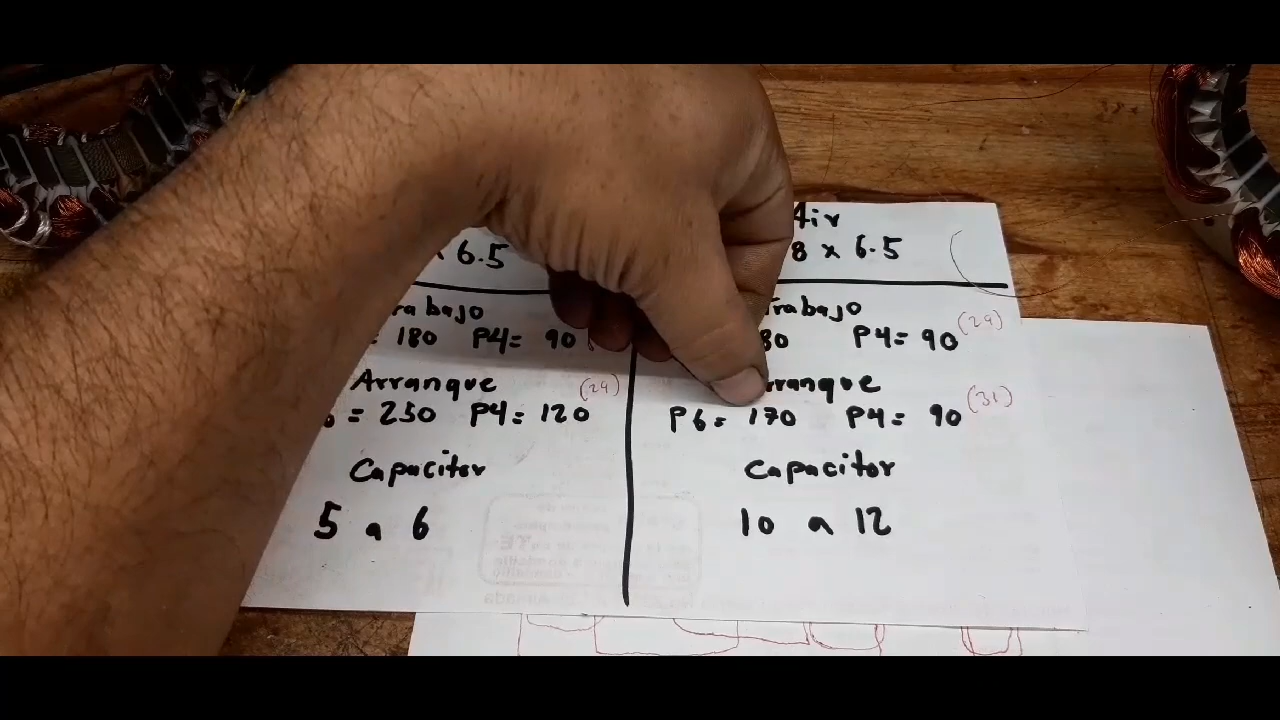 x 6.5
rabajo
= 180 P4= 90
Arranque (24)
= 250 P4= 120
Capacitor
5 a 6
Air
8 x 6.5
Trabajo
80 P4= 90 (29)
rranque
P6= 170 P4= 90 (31)
Capacitor
10 a 12